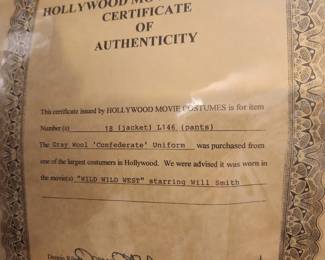 HOLLYWOOD MO
CERTIFICATE
OF
AUTHENTICITY
This certificate issued by HOLLYWOOD MOVIE COSTUMES is for item
Number(s) 18 (jacket) L146 (pants)
The Gray Wool 'Confederate' Uniform was purchased from
one of the largest costumers in Hollywood. We were advised it was worn in
the movie(s) "WILD WILD WEST" starring Will Smith
Dennis